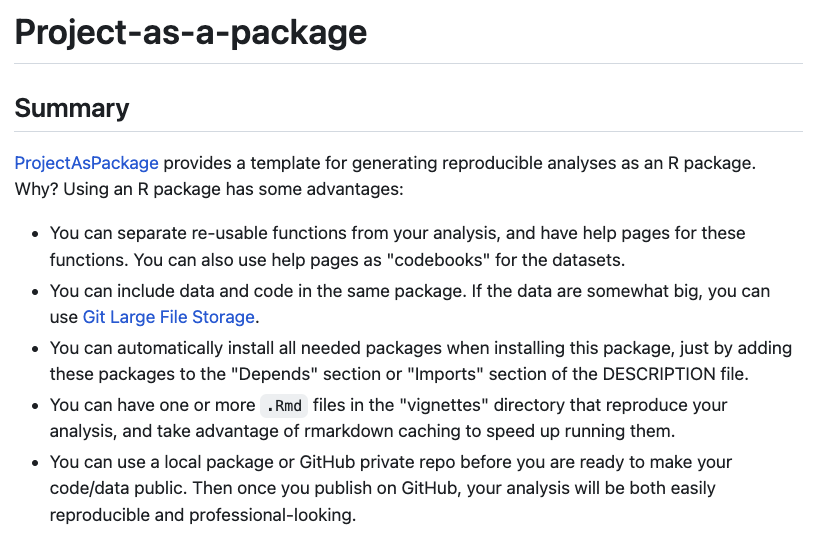 Project-as-a-package
Summary
ProjectAsPackage provides a template for generating reproducible analyses as an R package.
Why? Using an R package has some advantages:
• You can separate re-usable functions from your analysis, and have help pages for these
functions. You can also use help pages as "codebooks" for the datasets.
• You can include data and code in the same package. If the data are somewhat big, you can
use Git Large File Storage.
• You can automatically install all needed packages when installing this package, just by adding
these packages to the "Depends" section or "Imports" section of the DESCRIPTION file.
• You can have one or more .Rmd files in the "vignettes" directory that reproduce your
analysis, and take advantage of rmarkdown caching to speed up running them.
• You can use a local package or GitHub private repo before you are ready to make your
code/data public. Then once you publish on GitHub, your analysis will be both easily
reproducible and professional-looking.